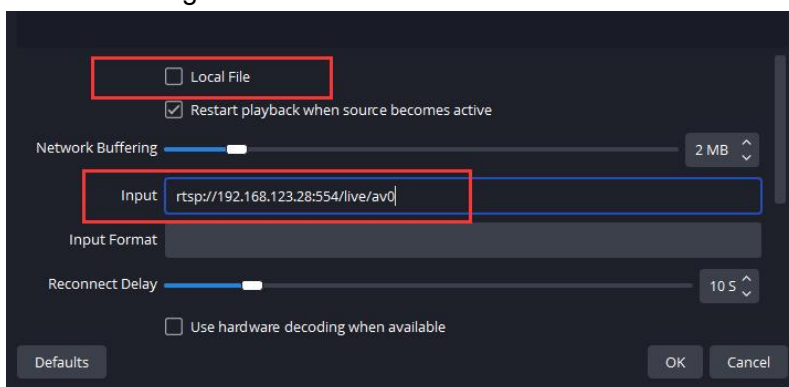 Local File
Restart playback when source becomes active
Network Buffering 2 MB
Input rtsp://192.168.123.28:554/live/av0
Input Format
Reconnect Delay 10 S
Use hardware decoding when available
Defaults OK Cancel